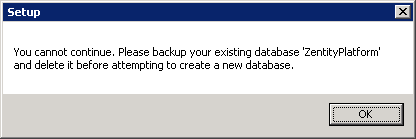 Setup
You cannot continue. Please backup your existing database 'ZentityPlatform'
and delete it before attempting to create a new database.
OK